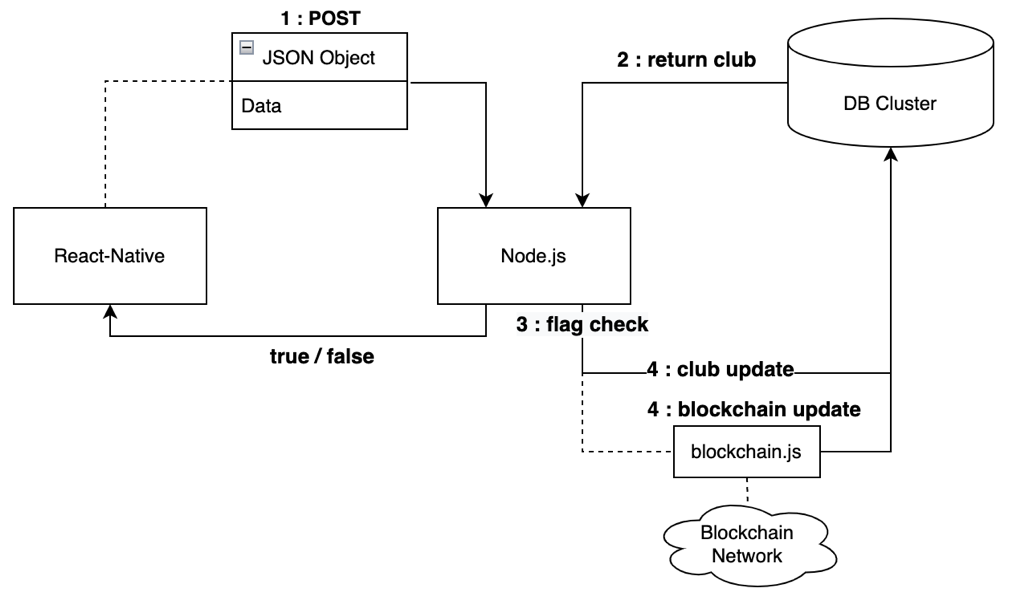 1 : POST
JSON Object
Data
2 : return club
DB Cluster
React-Native
Node.js
3 : flag check
true / false
4 : club update
4 : blockchain update
blockchain.js
Blockchain
Network